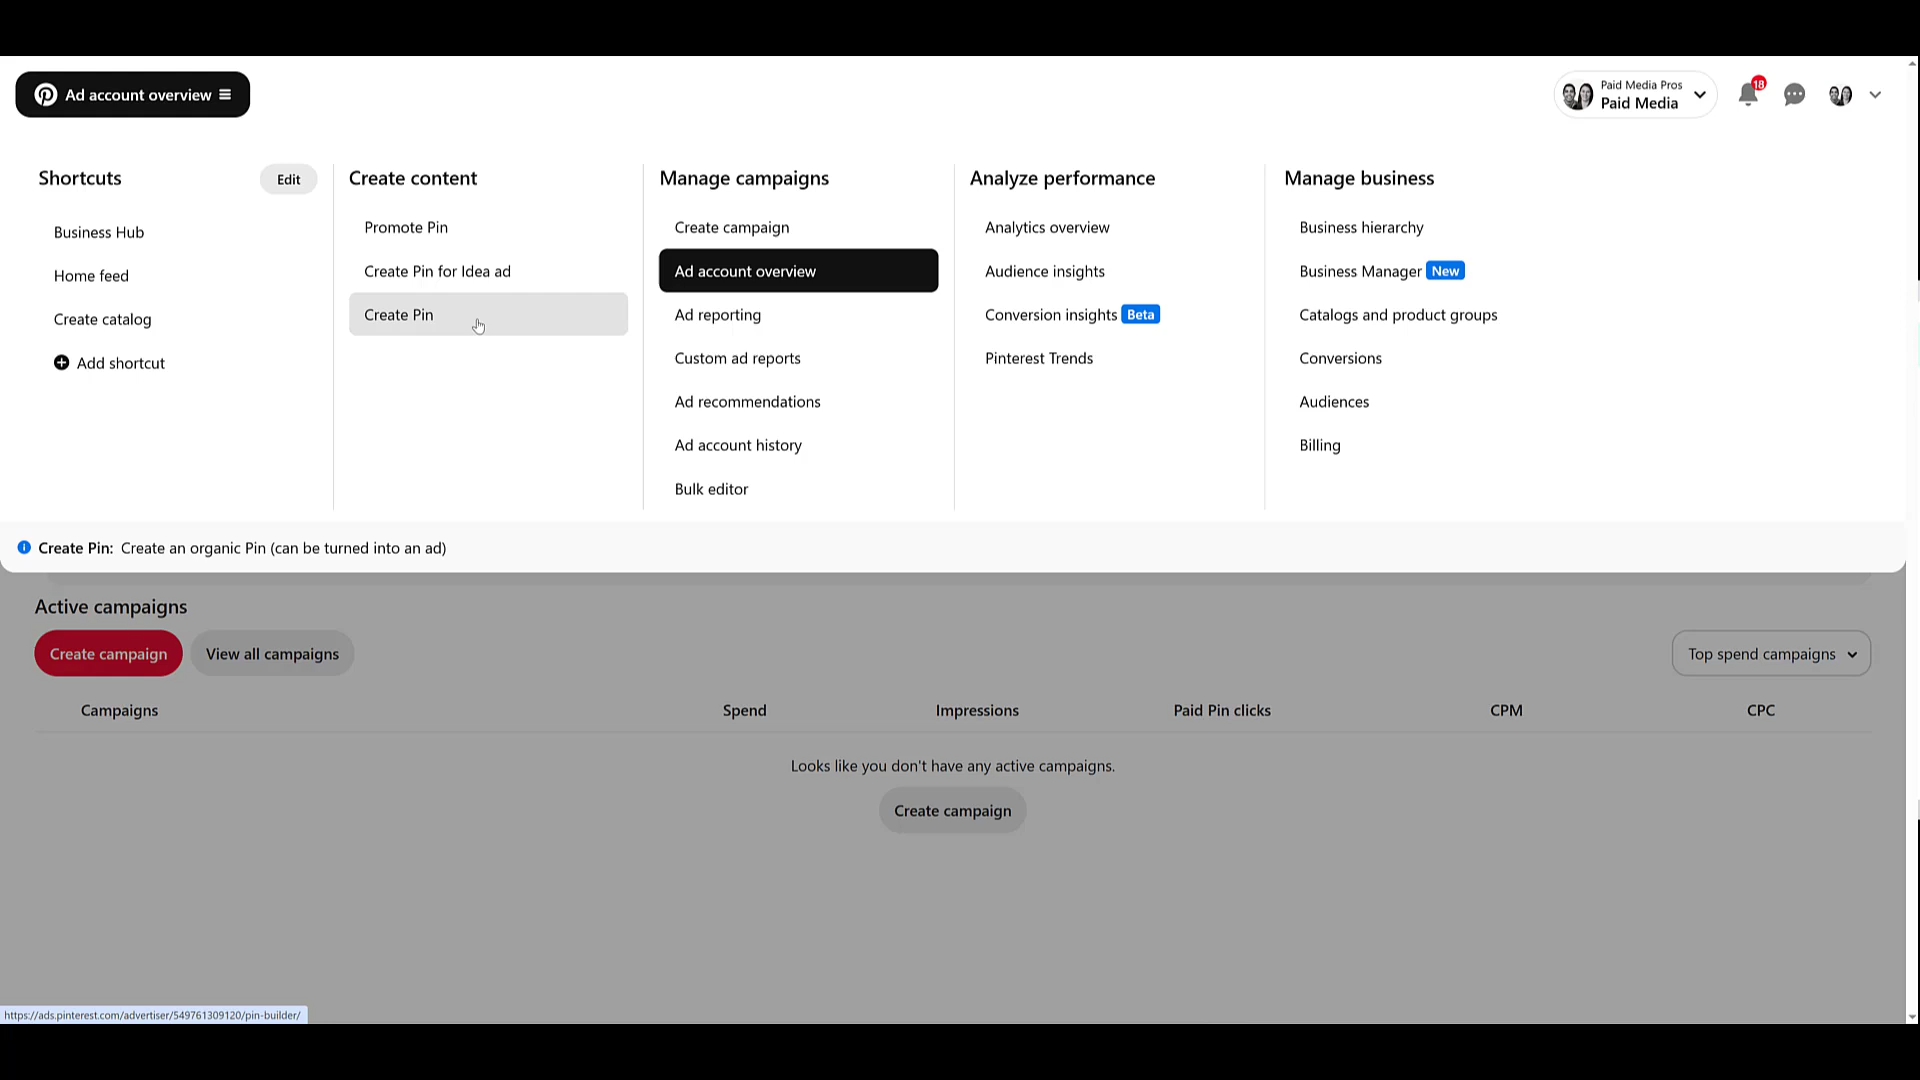 Ad account overview
Paid Media Pros
Paid Media
18
Shortcuts
Edit
Business Hub
Home feed
Create catalog
Add shortcut
Create content
Promote Pin
Create Pin for Idea ad
Create Pin
Manage campaigns
Create campaign
Ad account overview
Ad reporting
Custom ad reports
Ad recommendations
Ad account history
Bulk editor
Analyze performance
Analytics overview
Audience insights
Conversion insights Beta
Pinterest Trends
Manage business
Business hierarchy
Business Manager New
Catalogs and product groups
Conversions
Audiences
Billing
Create Pin: Create an organic Pin (can be turned into an ad)
Active campaigns
Create campaign
View all campaigns
Top spend campaigns
Campaigns Spend Impressions Paid Pin clicks CPM CPC
Looks like you don't have any active campaigns.
Create campaign
https://ads.pinterest.com/advertiser/549761309120/pin-builder/